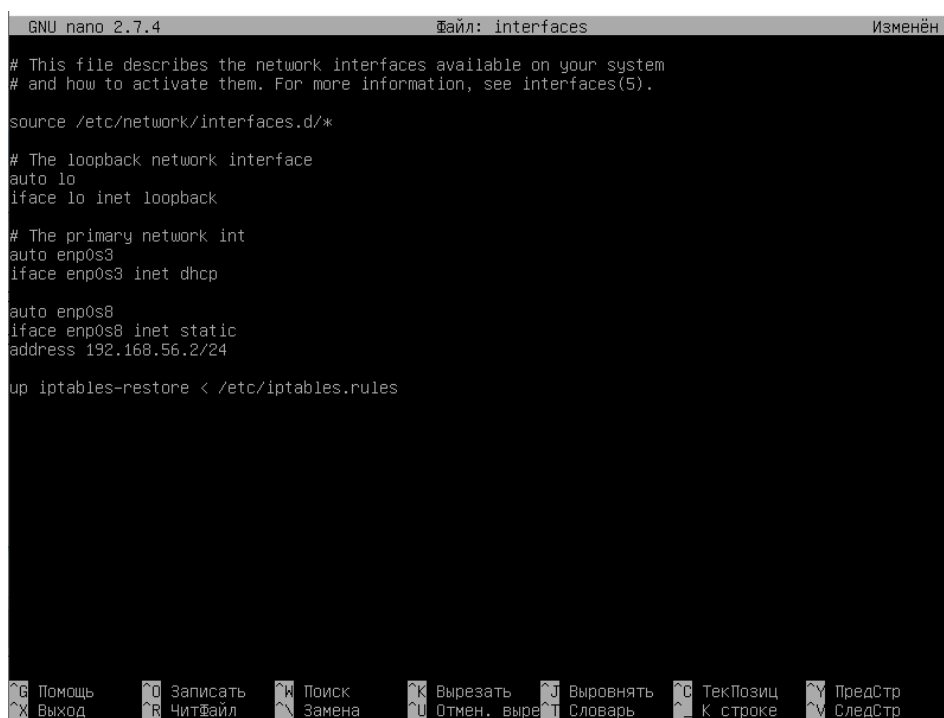 GNU nano 2.7.4 Файл: interfaces Изменён
# This file describes the network interfaces available on your system
# and how to activate them. For more information, see interfaces(5).
source /etc/network/interfaces.d/*
# The loopback network interface
auto lo
iface lo inet loopback
# The primary network int
auto enp0s3
iface enp0s3 inet dhcp
auto enp0s8
iface enp0s8 inet static
address 192.168.56.2/24
up iptables-restore < /etc/iptables.rules
^G Помощь ^O Записать ^W Поиск ^K Вырезать ^J Выровнять ^C ТекПозиц ^Y ПредСтр
^X Выход ^R ЧитФайл ^\ Замена ^U Отмен. выре^T Словарь ^_ К строке ^V СледСтр